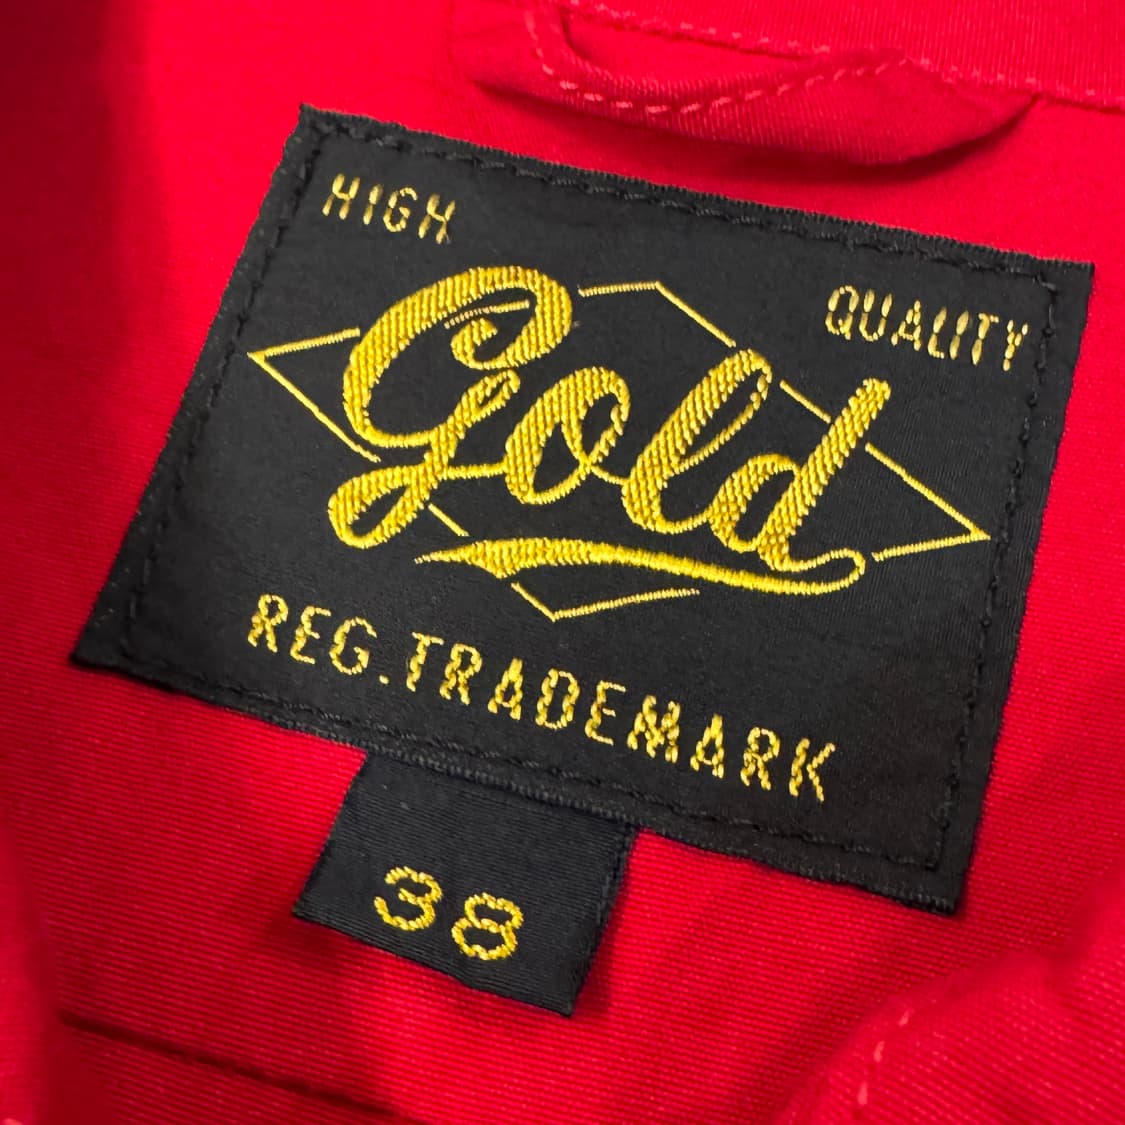 HIGH
QUALITY
Gold
REG. TRADEMARK
38